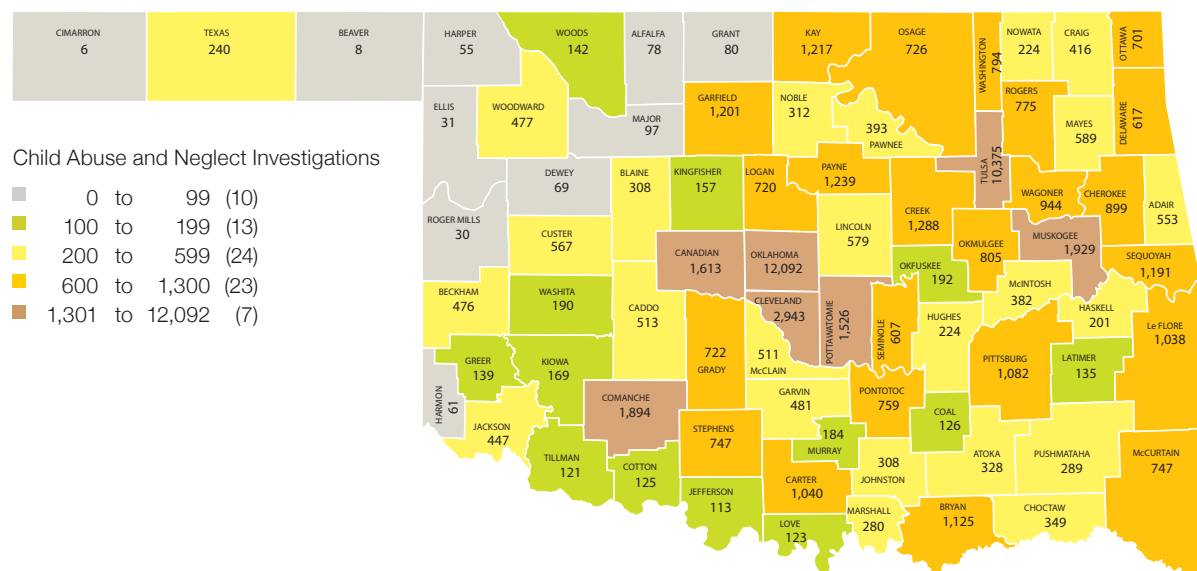 CIMARRON
6
TEXAS
240
BEAVER
8
HARPER
55
WOODS
142
ALFALFA
78
GRANT
80
KAY
1,217
OSAGE
726
WASHINGTON
794
NOWATA
224
CRAIG
416
OTTAWA
701
ELLIS
31
WOODWARD
477
MAJOR
97
GARFIELD
1,201
NOBLE
312
393
PAWNEE
ROGERS
775
MAYES
589
DELAWARE
617
Child Abuse and Neglect Investigations
0 to 99 (10)
100 to 199 (13)
200 to 599 (24)
600 to 1,300 (23)
1,301 to 12,092 (7)
DEWEY
69
BLAINE
308
KINGFISHER
157
LOGAN
720
PAYNE
1,239
TULSA
10,375
WAGONER
944
CHEROKEE
899
ADAIR
553
ROGER MILLS
30
CUSTER
567
LINCOLN
579
CREEK
1,288
OKMULGEE
805
MUSKOGEE
1,929
CANADIAN
1,613
OKLAHOMA
12,092
OKFUSKEE
192
SEQUOYAH
1,191
BECKHAM
476
WASHITA
190
CADDO
513
CLEVELAND
2,943
POTTAWATOMIE
1,526
SEMINOLE
607
HUGHES
224
McINTOSH
382
HASKELL
201
Le FLORE
1,038
GREER
139
KIOWA
169
722
GRADY
511
McCLAIN
PITTSBURG
1,082
LATIMER
135
HARMON
61
JACKSON
447
COMANCHE
1,894
GARVIN
481
PONTOTOC
759
COAL
126
STEPHENS
747
184
MURRAY
TILLMAN
121
COTTON
125
308
JOHNSTON
ATOKA
328
PUSHMATAHA
289
McCURTAIN
747
JEFFERSON
113
CARTER
1,040
LOVE
123
MARSHALL
280
BRYAN
1,125
CHOCTAW
349